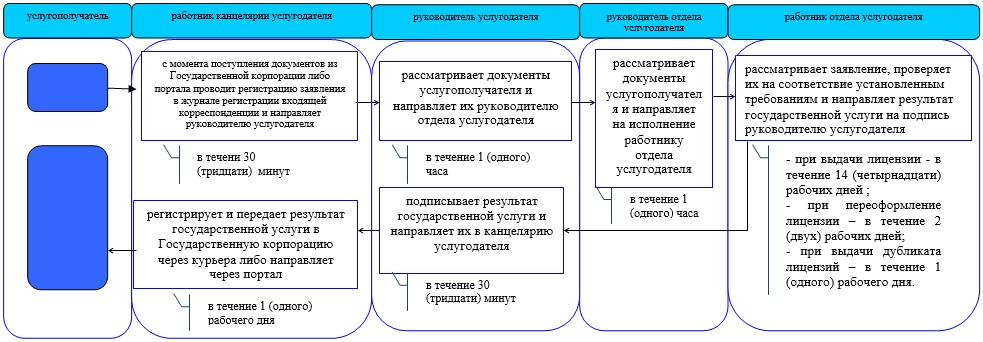 услугополучатель
работник канцелярии услугодателя
руководитель услугодателя
руководитель отдела
услугодателя
работник отдела услугодателя
с момента поступления документов из
Государственной корпорации либо
портала проводит регистрацию заявления
в журнале регистрации входящей
корреспонденции и направляет
руководителю услугодателя
в течени 30
(тридцати) минут
рассматривает документы
услугополучателя и
направляет их руководителю
отдела услугодателя
в течение 1 (одного)
часа
рассматривает
документы
услугополучател
я и направляет
на исполнение
работнику
отдела
услугодателя
в течение 1
(одного) часа
рассматривает заявление, проверяет
их на соответствие установленным
требованиям и направляет результат
государственной услуги на подпись
руководителю услугодателя
- при выдачи лицензии - в
течение 14 (четырнадцати)
рабочих дней ;
- при переоформление
лицензии – в течение 2
(двух) рабочих дней;
- при выдачи дубликата
лицензий – в течение 1
(одного) рабочего дня.
подписывает результат
государственной услуги и
направляет их в канцелярию
услугодателя
в течение 30
(тридцати) минут
регистрирует и передает результат
государственной услуги в
Государственную корпорацию
через курьера либо направляет
через портал
в течение 1 (одного)
рабочего дня